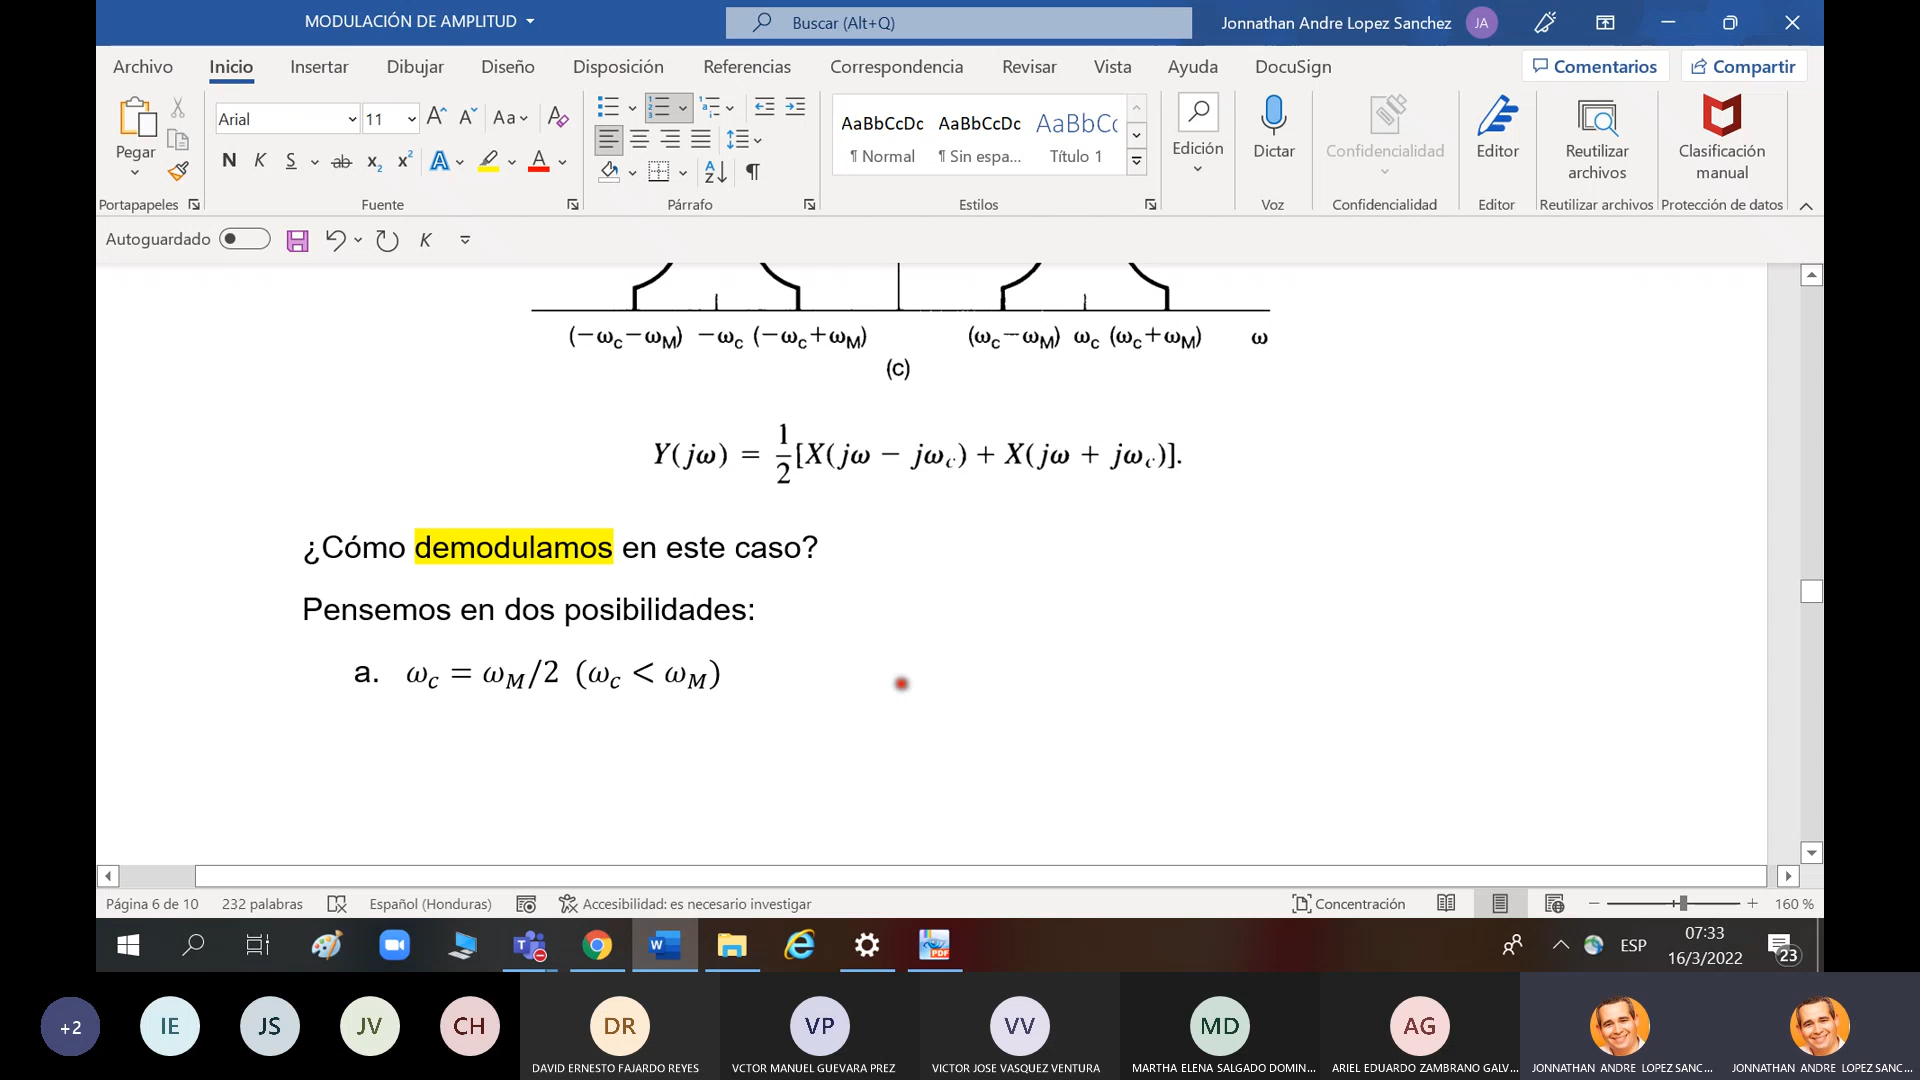 MODULACIÓN DE AMPLITUD
Buscar (Alt+Q)
Jonnathan Andre Lopez Sanchez
JA
Archivo Inicio Insertar Dibujar Diseño Disposición Referencias Correspondencia Revisar Vista Ayuda DocuSign
Comentarios
Compartir
Pegar
Portapapeles
Arial 11
Aa
N K S ab x₂ x² A A
Fuente
Párrafo
AaBbCcDc AaBbCcDc AaBbCc
¶ Normal ¶ Sin espa... Título 1
Estilos
Edición
Dictar
Voz
Confidencialidad
Confidencialidad
Editor
Editor
Reutilizar archivos
Reutilizar archivos
Clasificación manual
Protección de datos
Autoguardado
K
(−ωc−ωM) −ωc (−ωc+ωM) (ωc−ωM) ωc (ωc+ωM) ω
(c)
Y(jω) = 1/2 [X(jω − jωc) + X(jω + jωc)].
¿Cómo demodulamos en este caso?
Pensemos en dos posibilidades:
a. ωc = ωM/2 (ωc < ωM)
Página 6 de 10 232 palabras Español (Honduras) Accesibilidad: es necesario investigar Concentración 160 %
ESP
07:33
16/3/2022
23
+2 IE JS JV CH DR VP VV MD AG
DAVID ERNESTO FAJARDO REYES
VCTOR MANUEL GUEVARA PREZ
VICTOR JOSE VASQUEZ VENTURA
MARTHA ELENA SALGADO DOMIN...
ARIEL EDUARDO ZAMBRANO GALV...
JONNATHAN ANDRE LOPEZ SANC...
JONNATHAN ANDRE LOPEZ SANC...